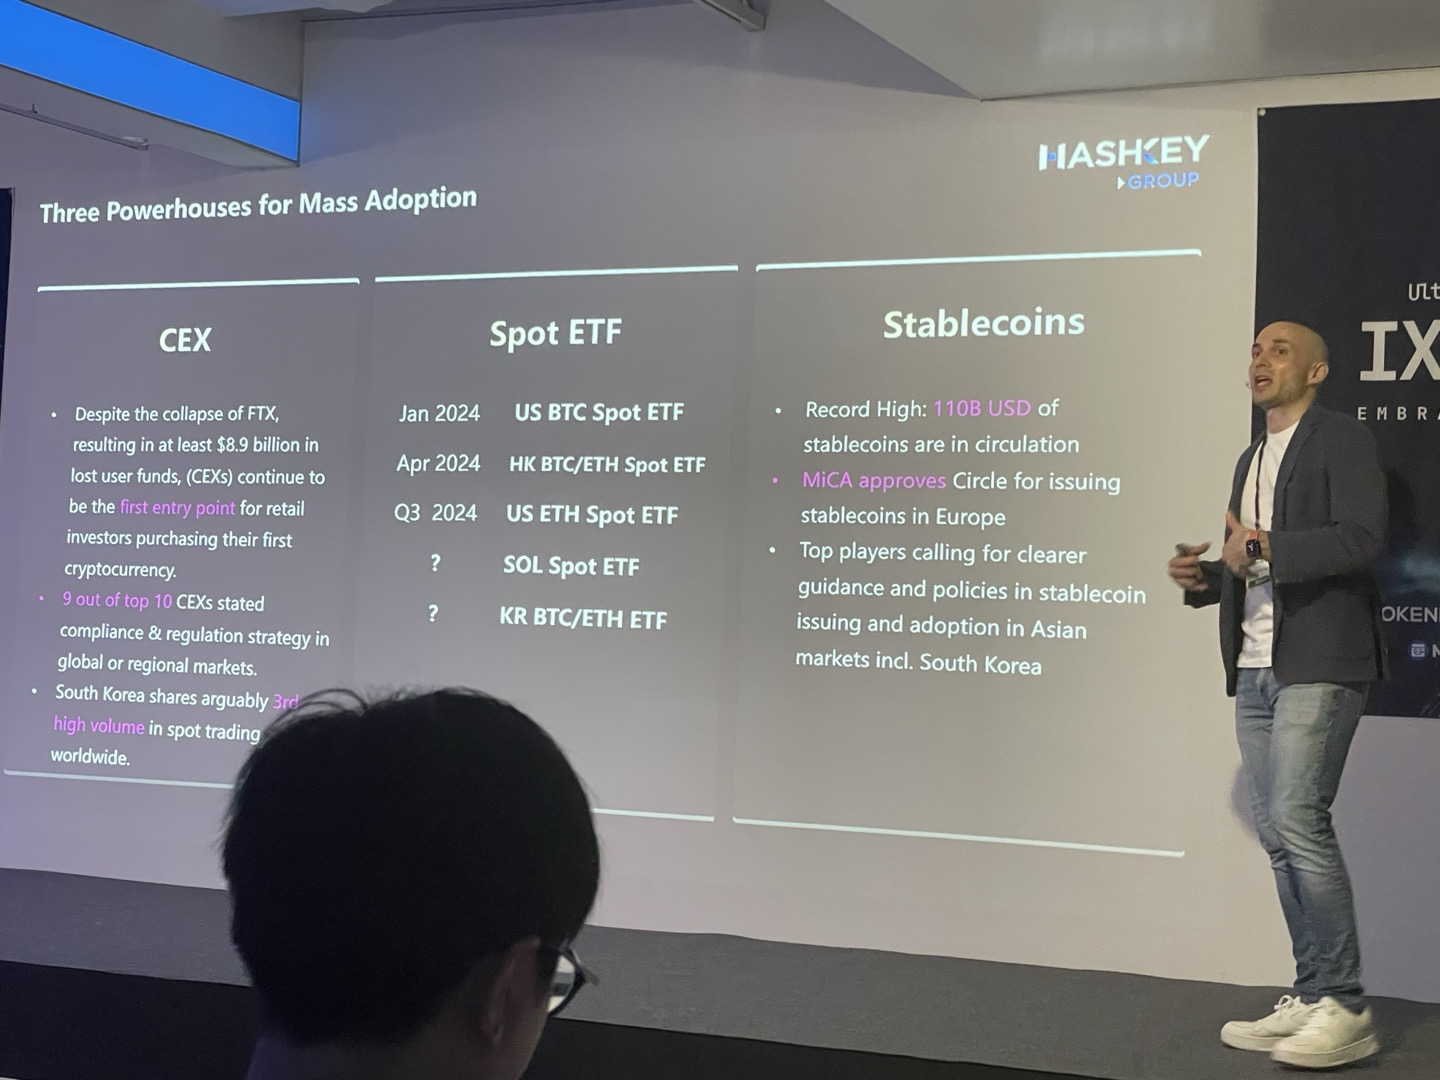 HASHKEY
GROUP
Three Powerhouses for Mass Adoption
CEX
• Despite the collapse of FTX,
resulting in at least $8.9 billion in
lost user funds, (CEXs) continue to
be the first entry point for retail
investors purchasing their first
cryptocurrency.
• 9 out of top 10 CEXs stated
compliance & regulation strategy in
global or regional markets.
• South Korea shares arguably 3rd
high volume in spot trading
worldwide.
Spot ETF
Jan 2024 US BTC Spot ETF
Apr 2024 HK BTC/ETH Spot ETF
Q3 2024 US ETH Spot ETF
? SOL Spot ETF
? KR BTC/ETH ETF
Stablecoins
• Record High: 110B USD of
stablecoins are in circulation
• MiCA approves Circle for issuing
stablecoins in Europe
• Top players calling for clearer
guidance and policies in stablecoin
issuing and adoption in Asian
markets incl. South Korea
Ult
IX
EMBRA
OKEN